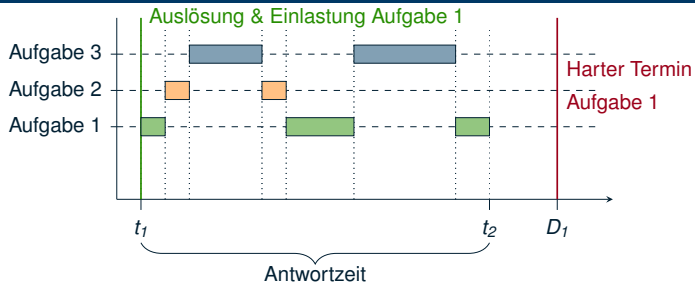 Auslösung & Einlastung Aufgabe 1
Aufgabe 3
Aufgabe 2
Aufgabe 1
Harter Termin
Aufgabe 1
t1
t2
D1
Antwortzeit